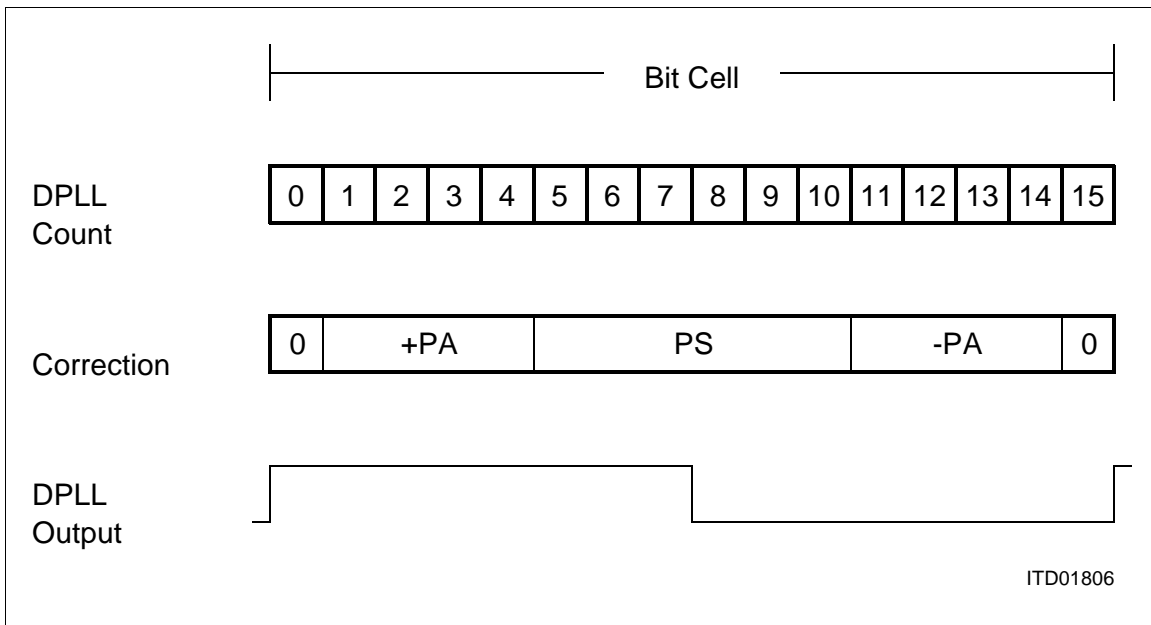 Bit Cell
DPLL
Count
0 1 2 3 4 5 6 7 8 9 10 11 12 13 14 15
Correction
0 +PA PS -PA 0
DPLL
Output
ITD01806